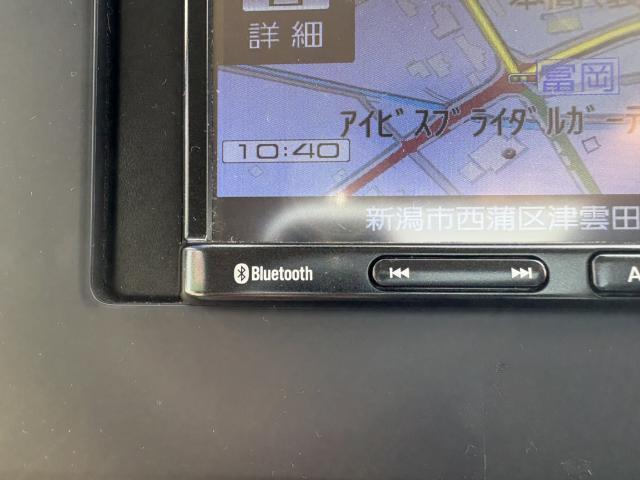 詳細
富岡
アイビスブライダルガーデ
10:40
新潟市西蒲区津雲田
Bluetooth
A